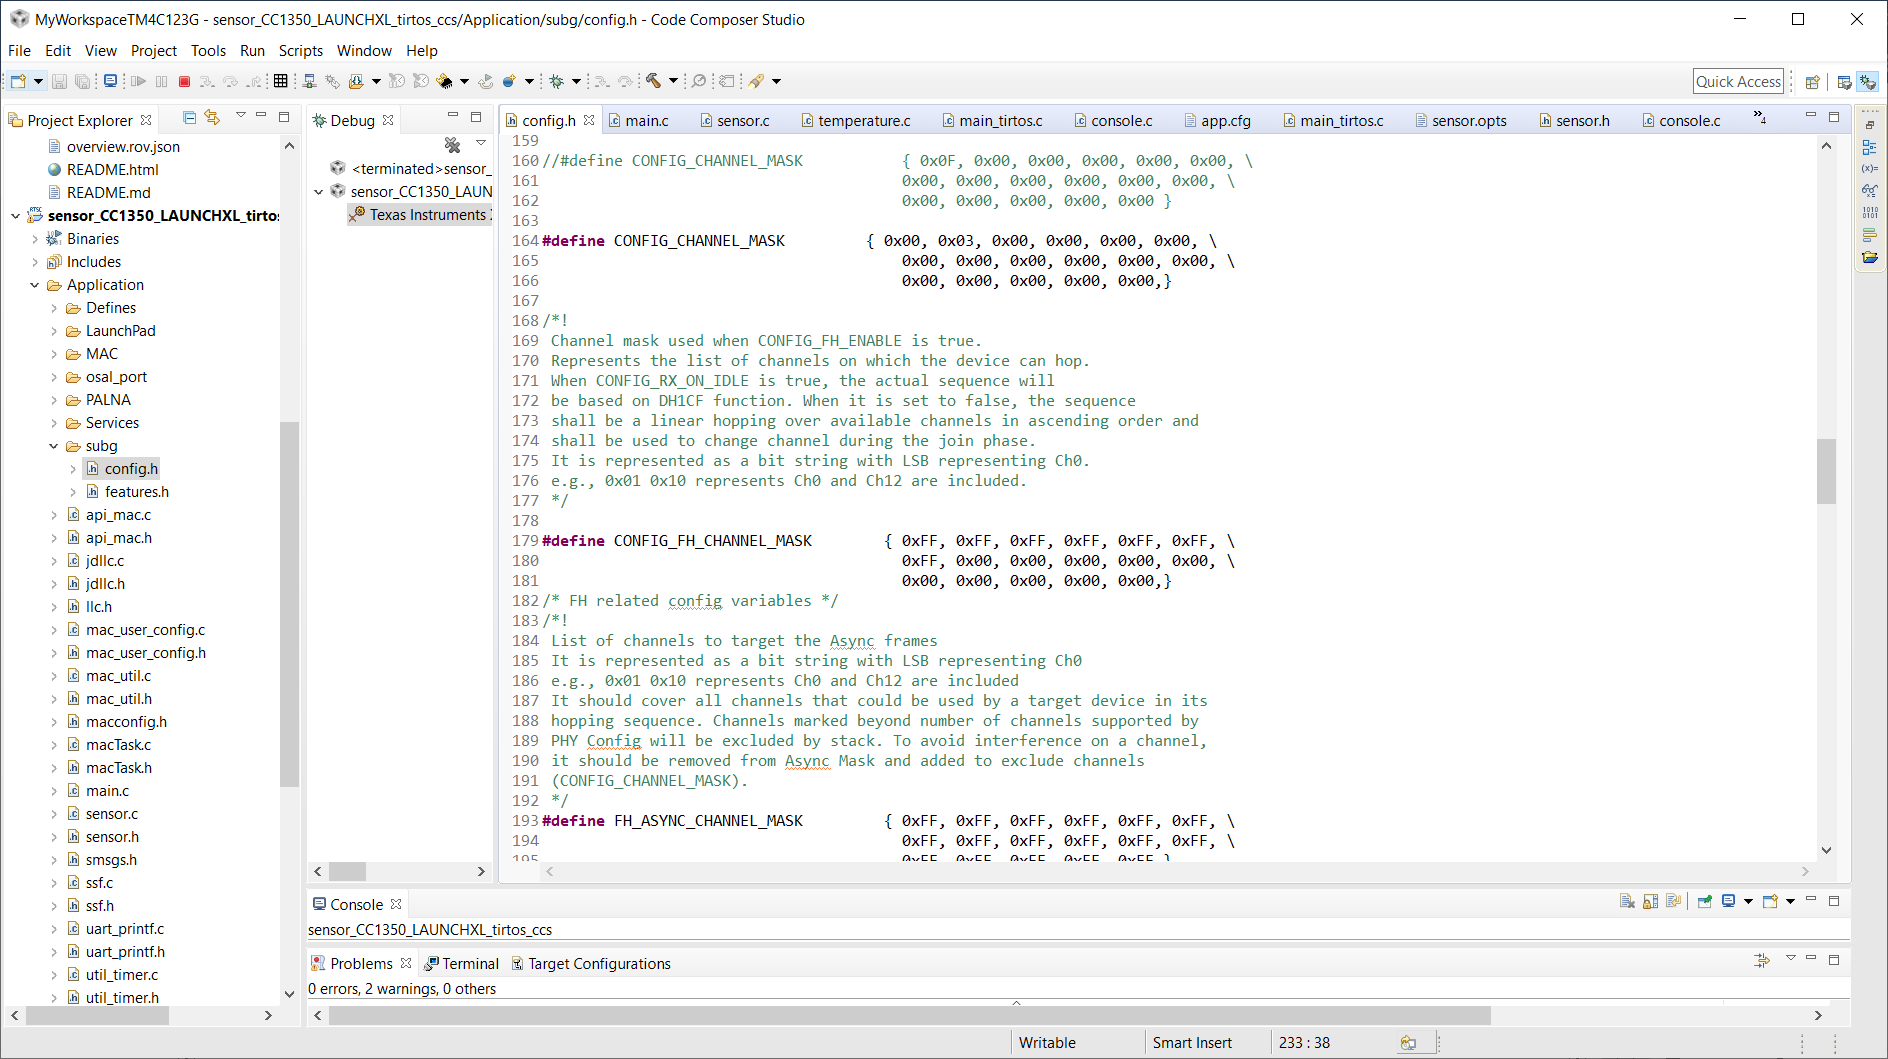 MyWorkspaceTM4C123G - sensor_CC1350_LAUNCHXL_tirtos_ccs/Application/subg/config.h - Code Composer Studio
File Edit View Project Tools Run Scripts Window Help
Quick Access
Project Explorer
overview.rov.json
README.html
README.md
sensor_CC1350_LAUNCHXL_tirtos
Binaries
Includes
Application
Defines
LaunchPad
MAC
osal_port
PALNA
Services
subg
config.h
features.h
api_mac.c
api_mac.h
jdllc.c
jdllc.h
llc.h
mac_user_config.c
mac_user_config.h
mac_util.c
mac_util.h
macconfig.h
macTask.c
macTask.h
main.c
sensor.c
sensor.h
smsgs.h
ssf.c
ssf.h
uart_printf.c
uart_printf.h
util_timer.c
util_timer.h
Debug
<terminated>sensor_
sensor_CC1350_LAUN
Texas Instruments
config.h main.c sensor.c temperature.c main_tirtos.c console.c app.cfg main_tirtos.c sensor.opts sensor.h console.c »4
159
160 //#define CONFIG_CHANNEL_MASK { 0x0F, 0x00, 0x00, 0x00, 0x00, 0x00, \
161 0x00, 0x00, 0x00, 0x00, 0x00, 0x00, \
162 0x00, 0x00, 0x00, 0x00, 0x00 }
163
164 #define CONFIG_CHANNEL_MASK { 0x00, 0x03, 0x00, 0x00, 0x00, 0x00, \
165 0x00, 0x00, 0x00, 0x00, 0x00, 0x00, \
166 0x00, 0x00, 0x00, 0x00, 0x00,}
167
168 /*!
169 Channel mask used when CONFIG_FH_ENABLE is true.
170 Represents the list of channels on which the device can hop.
171 When CONFIG_RX_ON_IDLE is true, the actual sequence will
172 be based on DH1CF function. When it is set to false, the sequence
173 shall be a linear hopping over available channels in ascending order and
174 shall be used to change channel during the join phase.
175 It is represented as a bit string with LSB representing Ch0.
176 e.g., 0x01 0x10 represents Ch0 and Ch12 are included.
177 */
178
179 #define CONFIG_FH_CHANNEL_MASK { 0xFF, 0xFF, 0xFF, 0xFF, 0xFF, 0xFF, \
180 0xFF, 0x00, 0x00, 0x00, 0x00, 0x00, \
181 0x00, 0x00, 0x00, 0x00, 0x00,}
182 /* FH related config variables */
183 /*!
184 List of channels to target the Async frames
185 It is represented as a bit string with LSB representing Ch0
186 e.g., 0x01 0x10 represents Ch0 and Ch12 are included
187 It should cover all channels that could be used by a target device in its
188 hopping sequence. Channels marked beyond number of channels supported by
189 PHY Config will be excluded by stack. To avoid interference on a channel,
190 it should be removed from Async Mask and added to exclude channels
191 (CONFIG_CHANNEL_MASK).
192 */
193 #define FH_ASYNC_CHANNEL_MASK { 0xFF, 0xFF, 0xFF, 0xFF, 0xFF, 0xFF, \
194 0xFF, 0xFF, 0xFF, 0xFF, 0xFF, 0xFF, \
195 0xFF, 0xFF, 0xFF, 0xFF, 0xFF }
Console
sensor_CC1350_LAUNCHXL_tirtos_ccs
Problems Terminal Target Configurations
0 errors, 2 warnings, 0 others
Writable Smart Insert 233 : 38